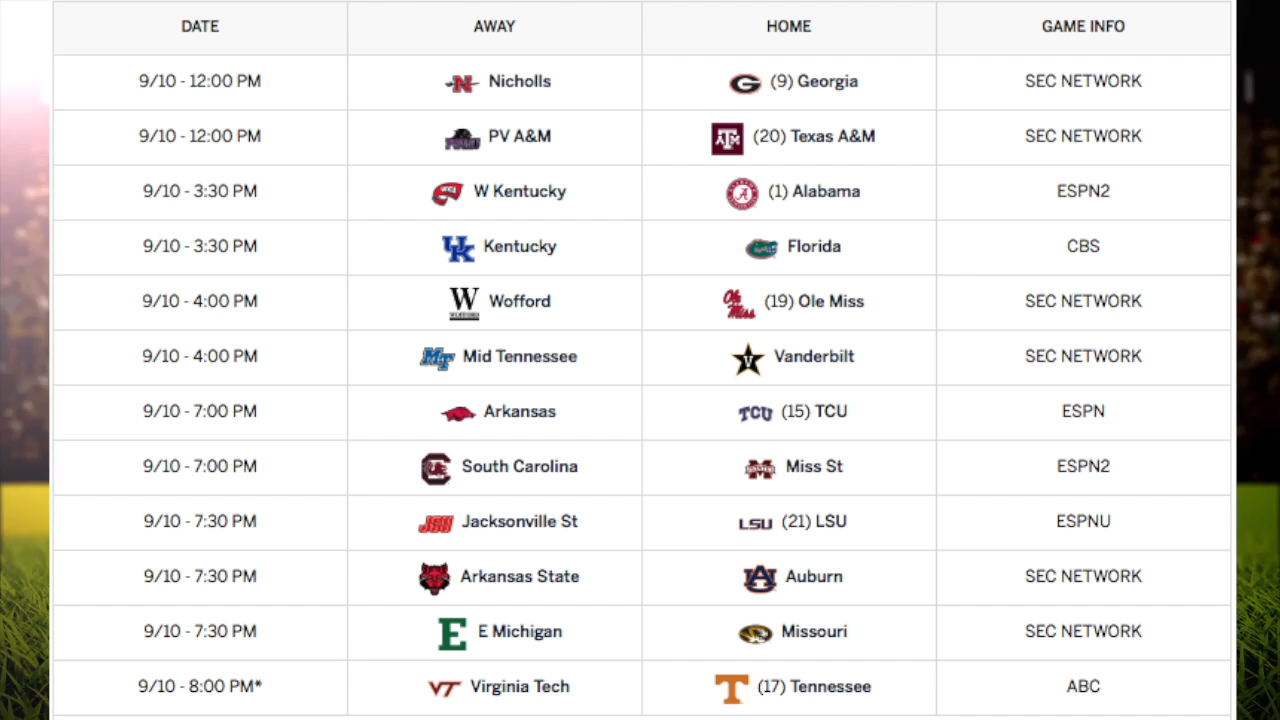 DATE AWAY HOME GAME INFO
9/10 - 12:00 PM Nicholls (9) Georgia SEC NETWORK
9/10 - 12:00 PM PV A&M (20) Texas A&M SEC NETWORK
9/10 - 3:30 PM W Kentucky (1) Alabama ESPN2
9/10 - 3:30 PM Kentucky Florida CBS
9/10 - 4:00 PM Wofford (19) Ole Miss SEC NETWORK
9/10 - 4:00 PM Mid Tennessee Vanderbilt SEC NETWORK
9/10 - 7:00 PM Arkansas TCU (15) TCU ESPN
9/10 - 7:00 PM South Carolina Miss St ESPN2
9/10 - 7:30 PM JSU Jacksonville St LSU (21) LSU ESPNU
9/10 - 7:30 PM Arkansas State Auburn SEC NETWORK
9/10 - 7:30 PM E E Michigan Missouri SEC NETWORK
9/10 - 8:00 PM* VT Virginia Tech T (17) Tennessee ABC